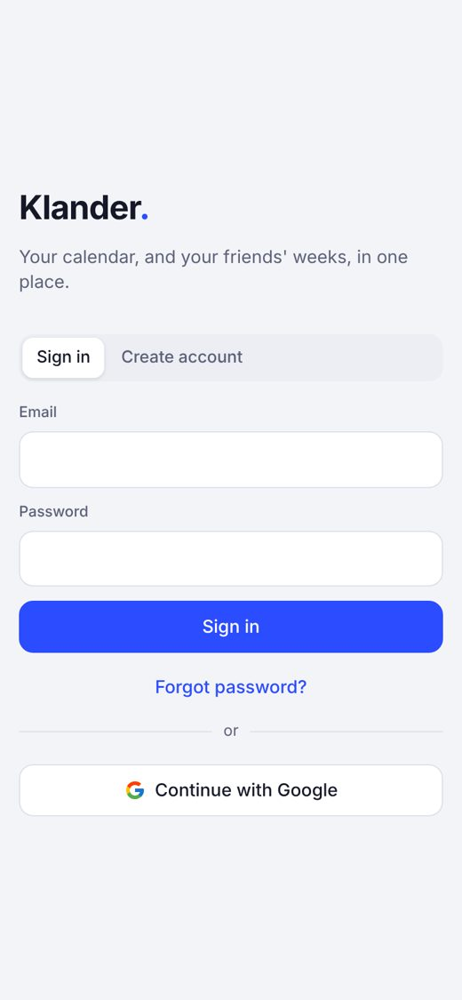 Klander.
Your calendar, and your friends' weeks, in one
place.
Sign in
Create account
Email
Password
Sign in
Forgot password?
or
Continue with Google